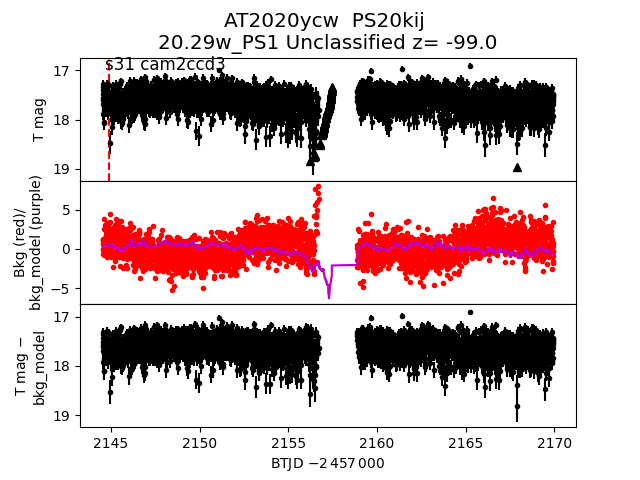 AT2020ycw  PS20kij
20.29w_PS1 Unclassified z= -99.0
s31 cam2ccd3
17
18
19
T mag
5
0
−5
Bkg (red)/
bkg_model (purple)
17
18
19
T mag −
bkg_model
2145 2150 2155 2160 2165 2170
BTJD −2 457 000